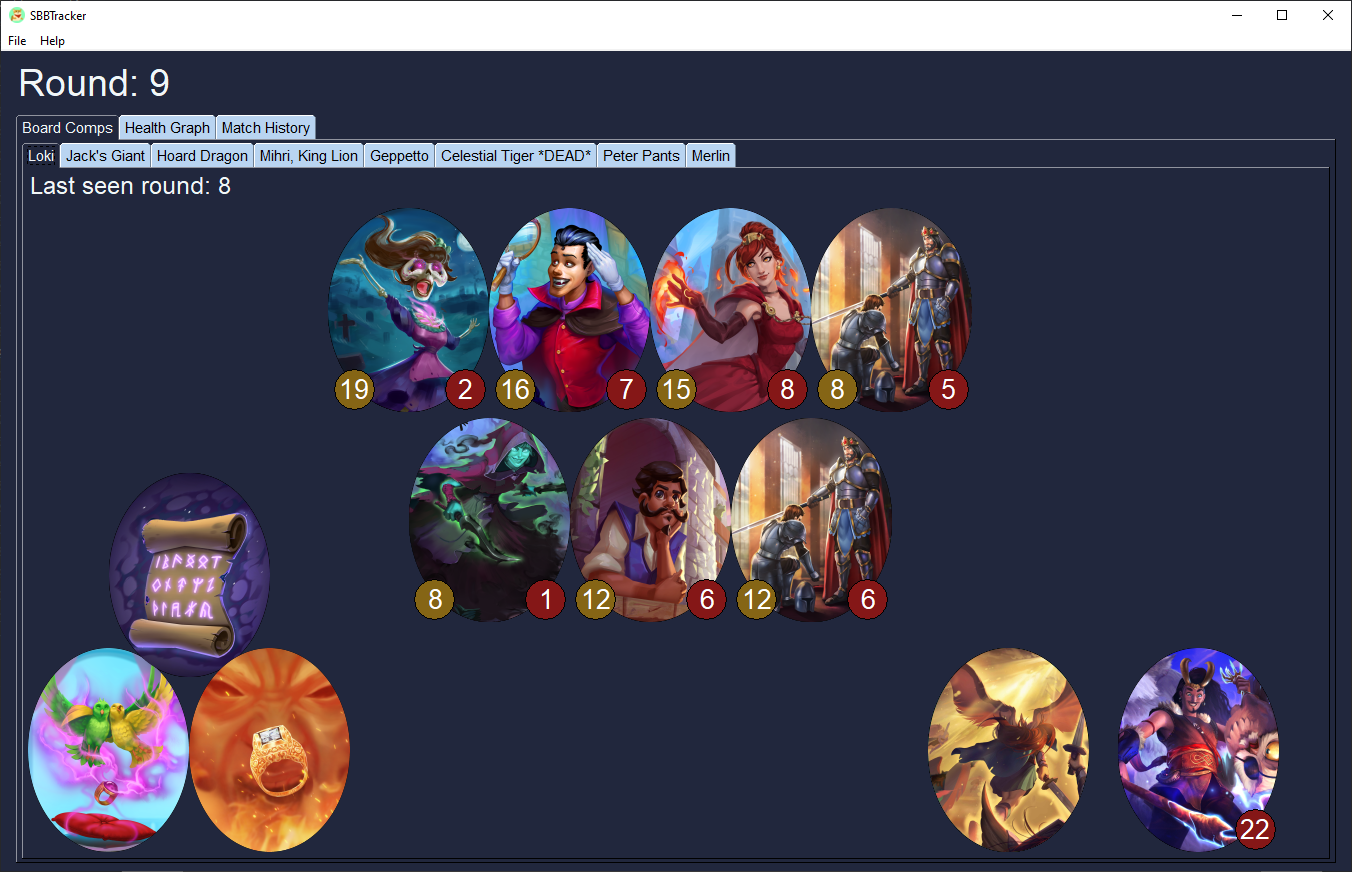 SBBTracker
File Help
Round: 9
Board Comps Health Graph Match History
Loki Jack's Giant Hoard Dragon Mihri, King Lion Geppetto Celestial Tiger *DEAD* Peter Pants Merlin
Last seen round: 8
19 2 16 7 15 8 8 5
8 1 12 6 12 6
22